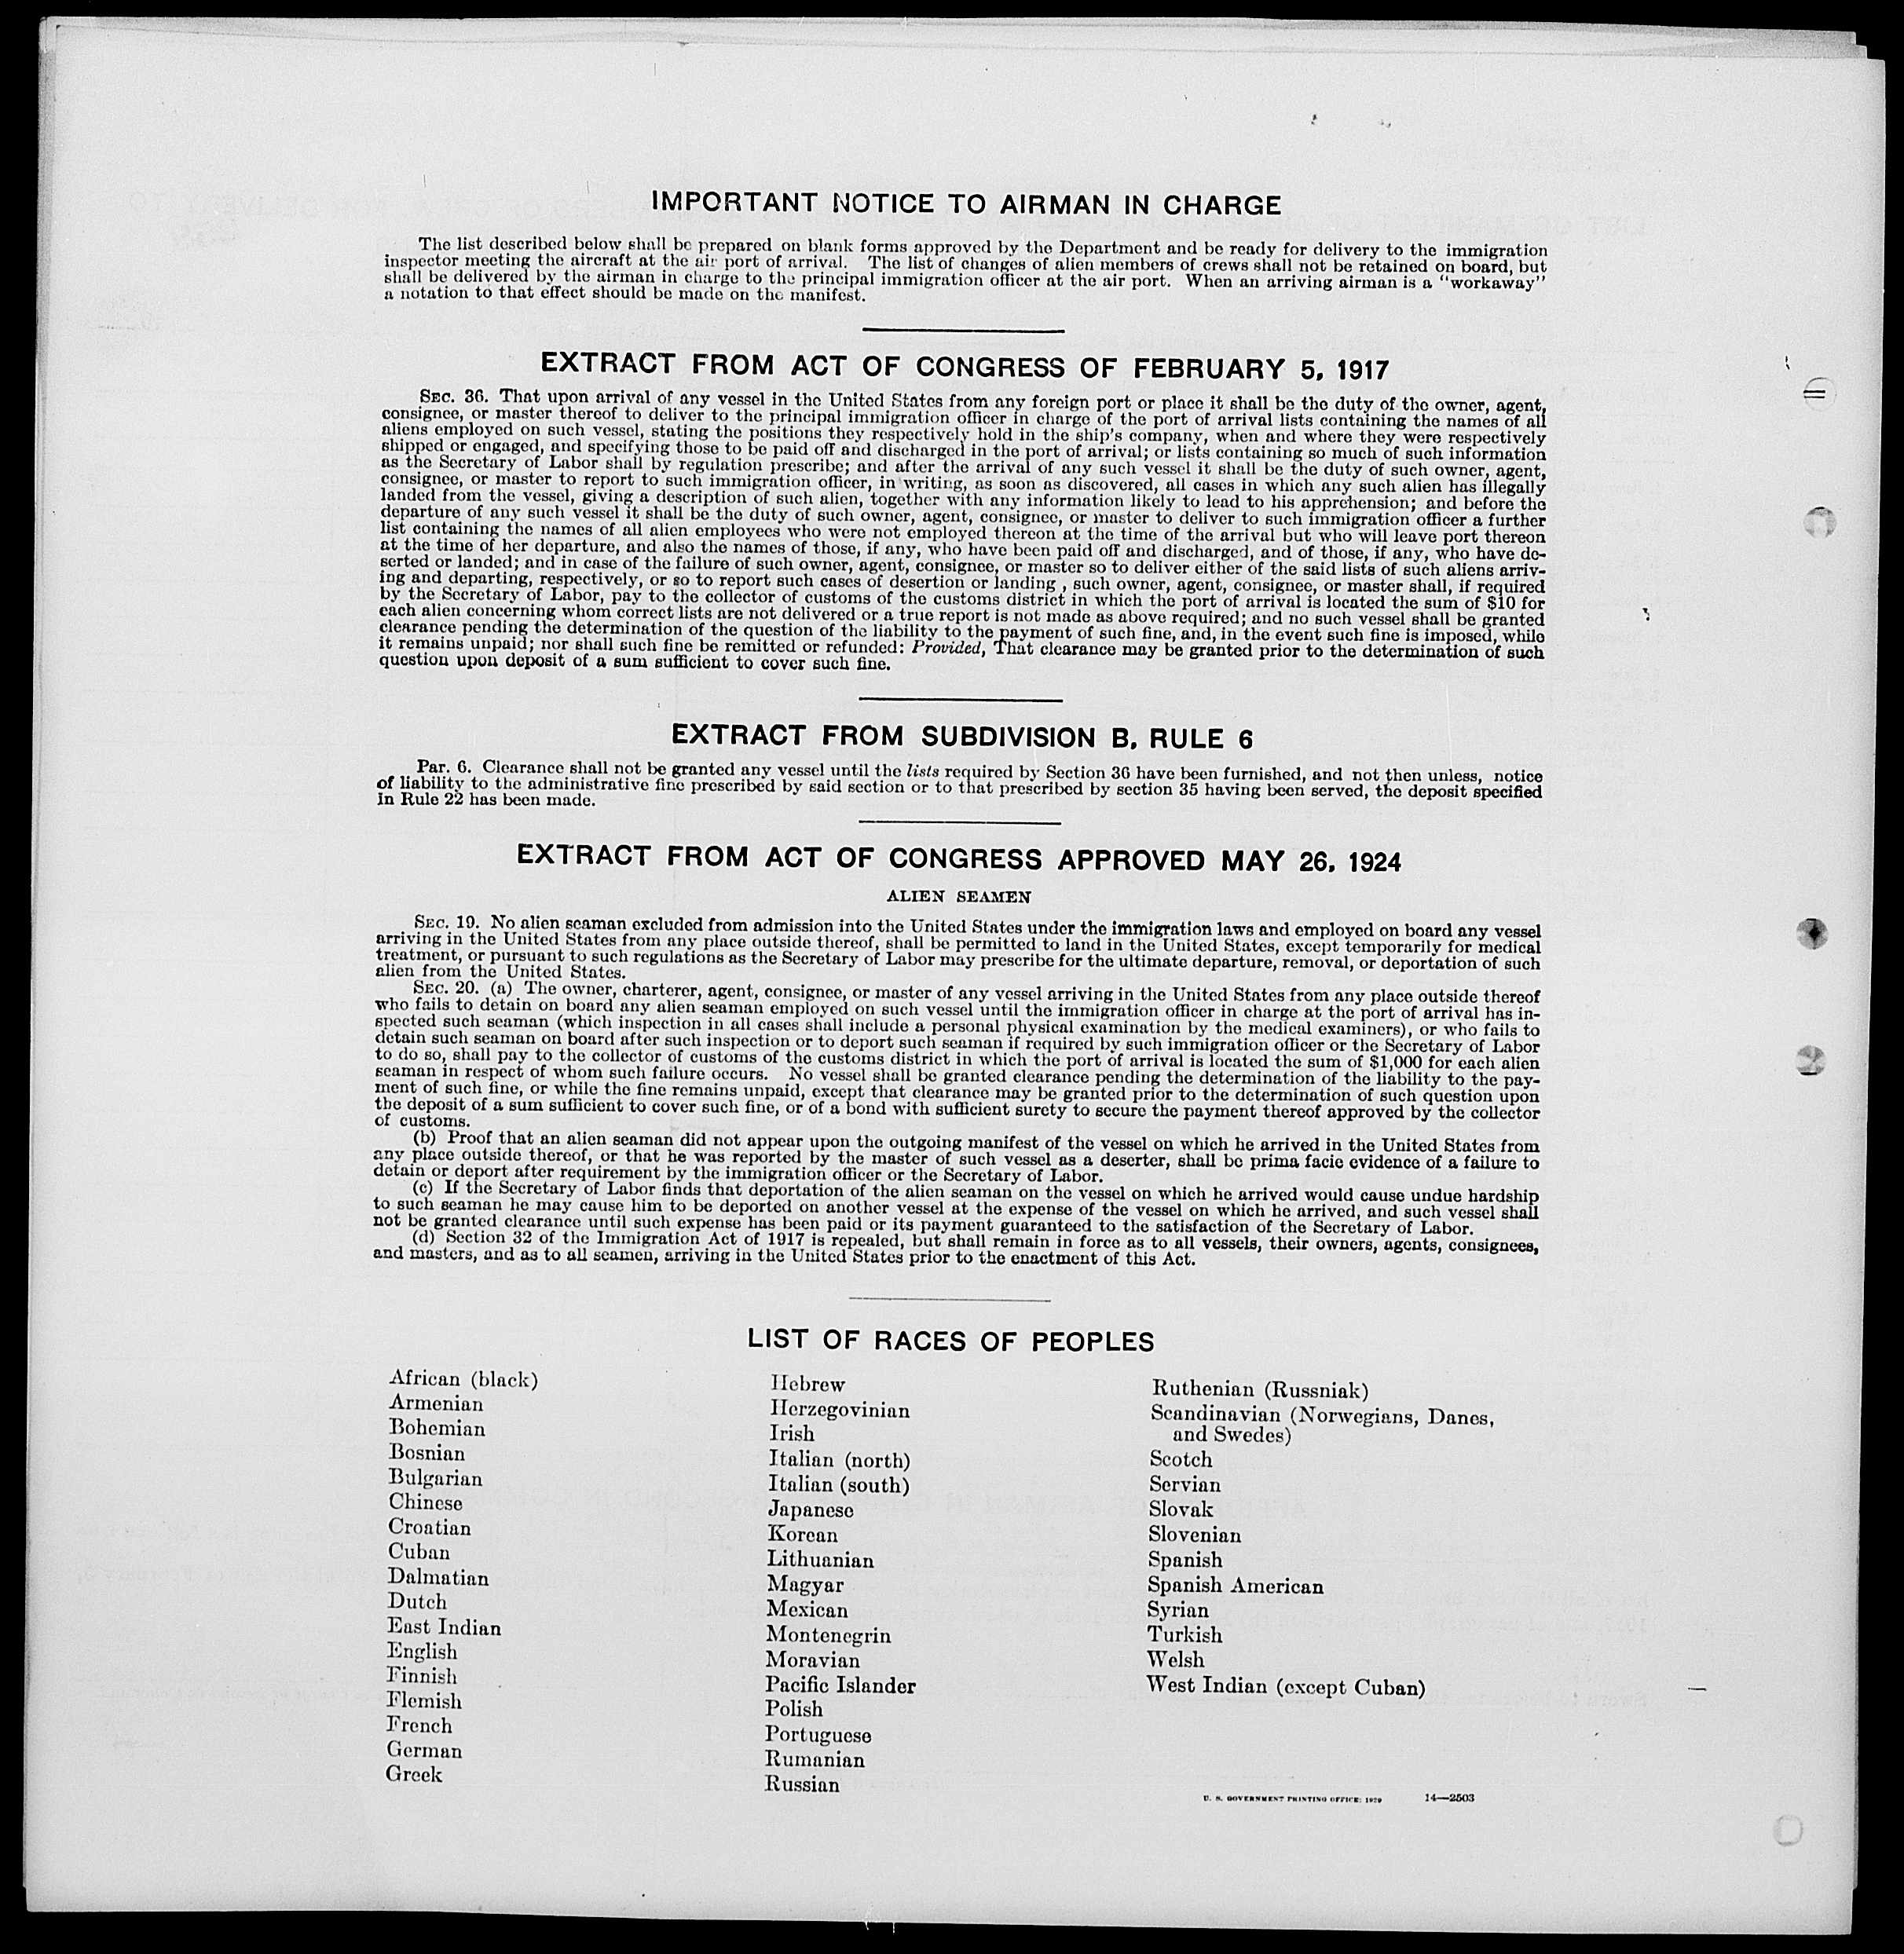 IMPORTANT NOTICE TO AIRMAN IN CHARGE
The list described below shall be prepared on blank forms approved by the Department and be ready for delivery to the immigration
inspector meeting the aircraft at the air port of arrival. The list of changes of alien members of crews shall not be retained on board, but
shall be delivered by the airman in charge to the principal immigration officer at the air port. When an arriving airman is a "workaway"
a notation to that effect should be made on the manifest.
EXTRACT FROM ACT OF CONGRESS OF FEBRUARY 5, 1917
SEC. 36. That upon arrival of any vessel in the United States from any foreign port or place it shall be the duty of the owner, agent,
consignee, or master thereof to deliver to the principal immigration officer in charge of the port of arrival lists containing the names of all
aliens employed on such vessel, stating the positions they respectively hold in the ship's company, when and where they were respectively
shipped or engaged, and specifying those to be paid off and discharged in the port of arrival; or lists containing so much of such information
as the Secretary of Labor shall by regulation prescribe; and after the arrival of any such vessel it shall be the duty of such owner, agent,
consignee, or master to report to such immigration officer, in writing, as soon as discovered, all cases in which any such alien has illegally
landed from the vessel, giving a description of such alien, together with any information likely to lead to his apprehension; and before the
departure of any such vessel it shall be the duty of such owner, agent, consignee, or master to deliver to such immigration officer a further
list containing the names of all alien employees who were not employed thereon at the time of the arrival but who will leave port thereon
at the time of her departure, and also the names of those, if any, who have been paid off and discharged, and of those, if any, who have de-
serted or landed; and in case of the failure of such owner, agent, consignee, or master so to deliver either of the said lists of such aliens arriv-
ing and departing, respectively, or so to report such cases of desertion or landing , such owner, agent, consignee, or master shall, if required
by the Secretary of Labor, pay to the collector of customs of the customs district in which the port of arrival is located the sum of $10 for
each alien concerning whom correct lists are not delivered or a true report is not made as above required; and no such vessel shall be granted
clearance pending the determination of the question of the liability to the payment of such fine, and, in the event such fine is imposed, while
it remains unpaid; nor shall such fine be remitted or refunded: Provided, That clearance may be granted prior to the determination of such
question upon deposit of a sum sufficient to cover such fine.
EXTRACT FROM SUBDIVISION B, RULE 6
Par. 6. Clearance shall not be granted any vessel until the lists required by Section 36 have been furnished, and not then unless, notice
of liability to the administrative fine prescribed by said section or to that prescribed by section 35 having been served, the deposit specified
in Rule 22 has been made.
EXTRACT FROM ACT OF CONGRESS APPROVED MAY 26, 1924
ALIEN SEAMEN
SEC. 19. No alien seaman excluded from admission into the United States under the immigration laws and employed on board any vessel
arriving in the United States from any place outside thereof, shall be permitted to land in the United States, except temporarily for medical
treatment, or pursuant to such regulations as the Secretary of Labor may prescribe for the ultimate departure, removal, or deportation of such
alien from the United States.
SEC. 20. (a) The owner, charterer, agent, consignee, or master of any vessel arriving in the United States from any place outside thereof
who fails to detain on board any alien seaman employed on such vessel until the immigration officer in charge at the port of arrival has in-
spected such seaman (which inspection in all cases shall include a personal physical examination by the medical examiners), or who fails to
detain such seaman on board after such inspection or to deport such seaman if required by such immigration officer or the Secretary of Labor
to do so, shall pay to the collector of customs of the customs district in which the port of arrival is located the sum of $1,000 for each alien
seaman in respect of whom such failure occurs. No vessel shall be granted clearance pending the determination of the liability to the pay-
ment of such fine, or while the fine remains unpaid, except that clearance may be granted prior to the determination of such question upon
the deposit of a sum sufficient to cover such fine, or of a bond with sufficient surety to secure the payment thereof approved by the collector
of customs.
(b) Proof that an alien seaman did not appear upon the outgoing manifest of the vessel on which he arrived in the United States from
any place outside thereof, or that he was reported by the master of such vessel as a deserter, shall be prima facie evidence of a failure to
detain or deport after requirement by the immigration officer or the Secretary of Labor.
(c) If the Secretary of Labor finds that deportation of the alien seaman on the vessel on which he arrived would cause undue hardship
to such seaman he may cause him to be deported on another vessel at the expense of the vessel on which he arrived, and such vessel shall
not be granted clearance until such expense has been paid or its payment guaranteed to the satisfaction of the Secretary of Labor.
(d) Section 32 of the Immigration Act of 1917 is repealed, but shall remain in force as to all vessels, their owners, agents, consignees,
and masters, and as to all seamen, arriving in the United States prior to the enactment of this Act.
LIST OF RACES OF PEOPLES
African (black)
Armenian
Bohemian
Bosnian
Bulgarian
Chinese
Croatian
Cuban
Dalmatian
Dutch
East Indian
English
Finnish
Flemish
French
German
Greek
Hebrew
Herzegovinian
Irish
Italian (north)
Italian (south)
Japanese
Korean
Lithuanian
Magyar
Mexican
Montenegrin
Moravian
Pacific Islander
Polish
Portuguese
Rumanian
Russian
Ruthenian (Russniak)
Scandinavian (Norwegians, Danes,
and Swedes)
Scotch
Servian
Slovak
Slovenian
Spanish
Spanish American
Syrian
Turkish
Welsh
West Indian (except Cuban)
U. S. GOVERNMENT PRINTING OFFICE: 1929 14—2503